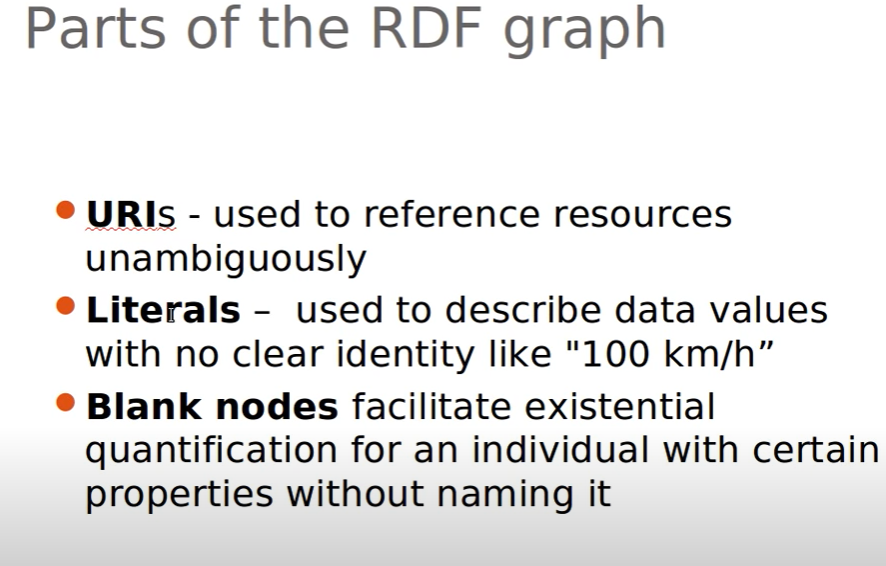 Parts of the RDF graph
URIs - used to reference resources
unambiguously
Literals –  used to describe data values
with no clear identity like "100 km/h”
Blank nodes facilitate existential
quantification for an individual with certain
properties without naming it